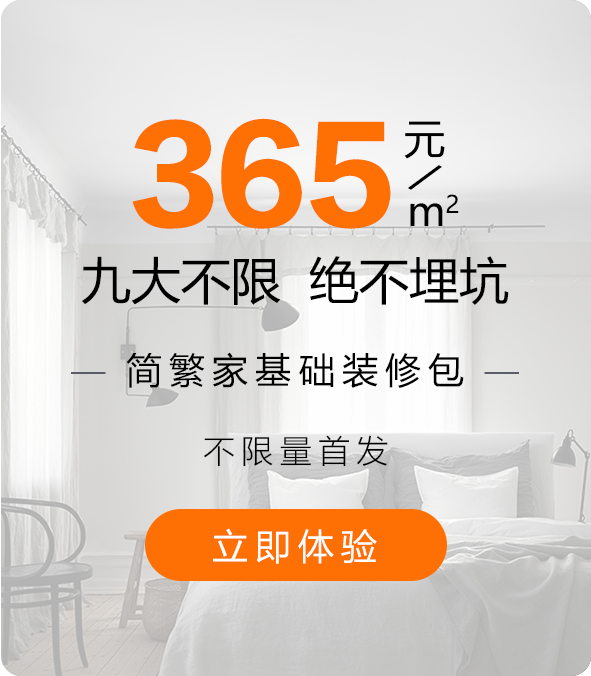 365元/m²
九大不限 绝不埋坑
— 简繁家基础装修包 —
不限量首发
立即体验